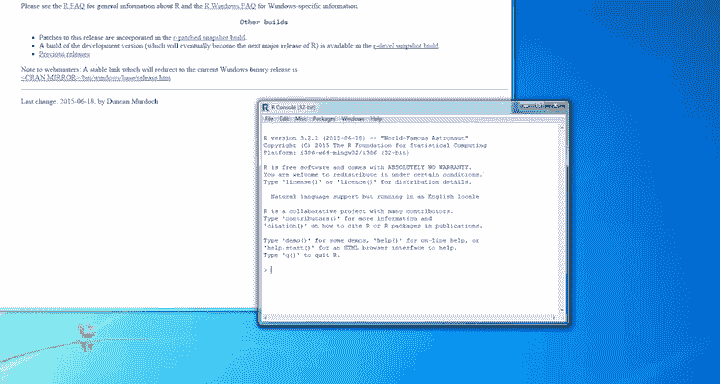 Please see the R FAQ for general information about R and the R Windows FAQ for Windows-specific information.
Other builds
Patches to this release are incorporated in the r-patched snapshot build.
A build of the development version (which will eventually become the next major release of R) is available in the r-devel snapshot build.
Previous releases
Note to webmasters: A stable link which will redirect to the current Windows binary release is
<CRAN MIRROR>/bin/windows/base/release.htm
Last change: 2015-06-18, by Duncan Murdoch
R Console (32-bit)
File Edit Misc Packages Windows Help
R version 3.2.1 (2015-06-18) -- "World-Famous Astronaut"
Copyright (C) 2015 The R Foundation for Statistical Computing
Platform: i386-w64-mingw32/i386 (32-bit)
R is free software and comes with ABSOLUTELY NO WARRANTY.
You are welcome to redistribute it under certain conditions.
Type 'license()' or 'licence()' for distribution details.
Natural language support but running in an English locale
R is a collaborative project with many contributors.
Type 'contributors()' for more information and
'citation()' on how to cite R or R packages in publications.
Type 'demo()' for some demos, 'help()' for on-line help, or
'help.start()' for an HTML browser interface to help.
Type 'q()' to quit R.
>